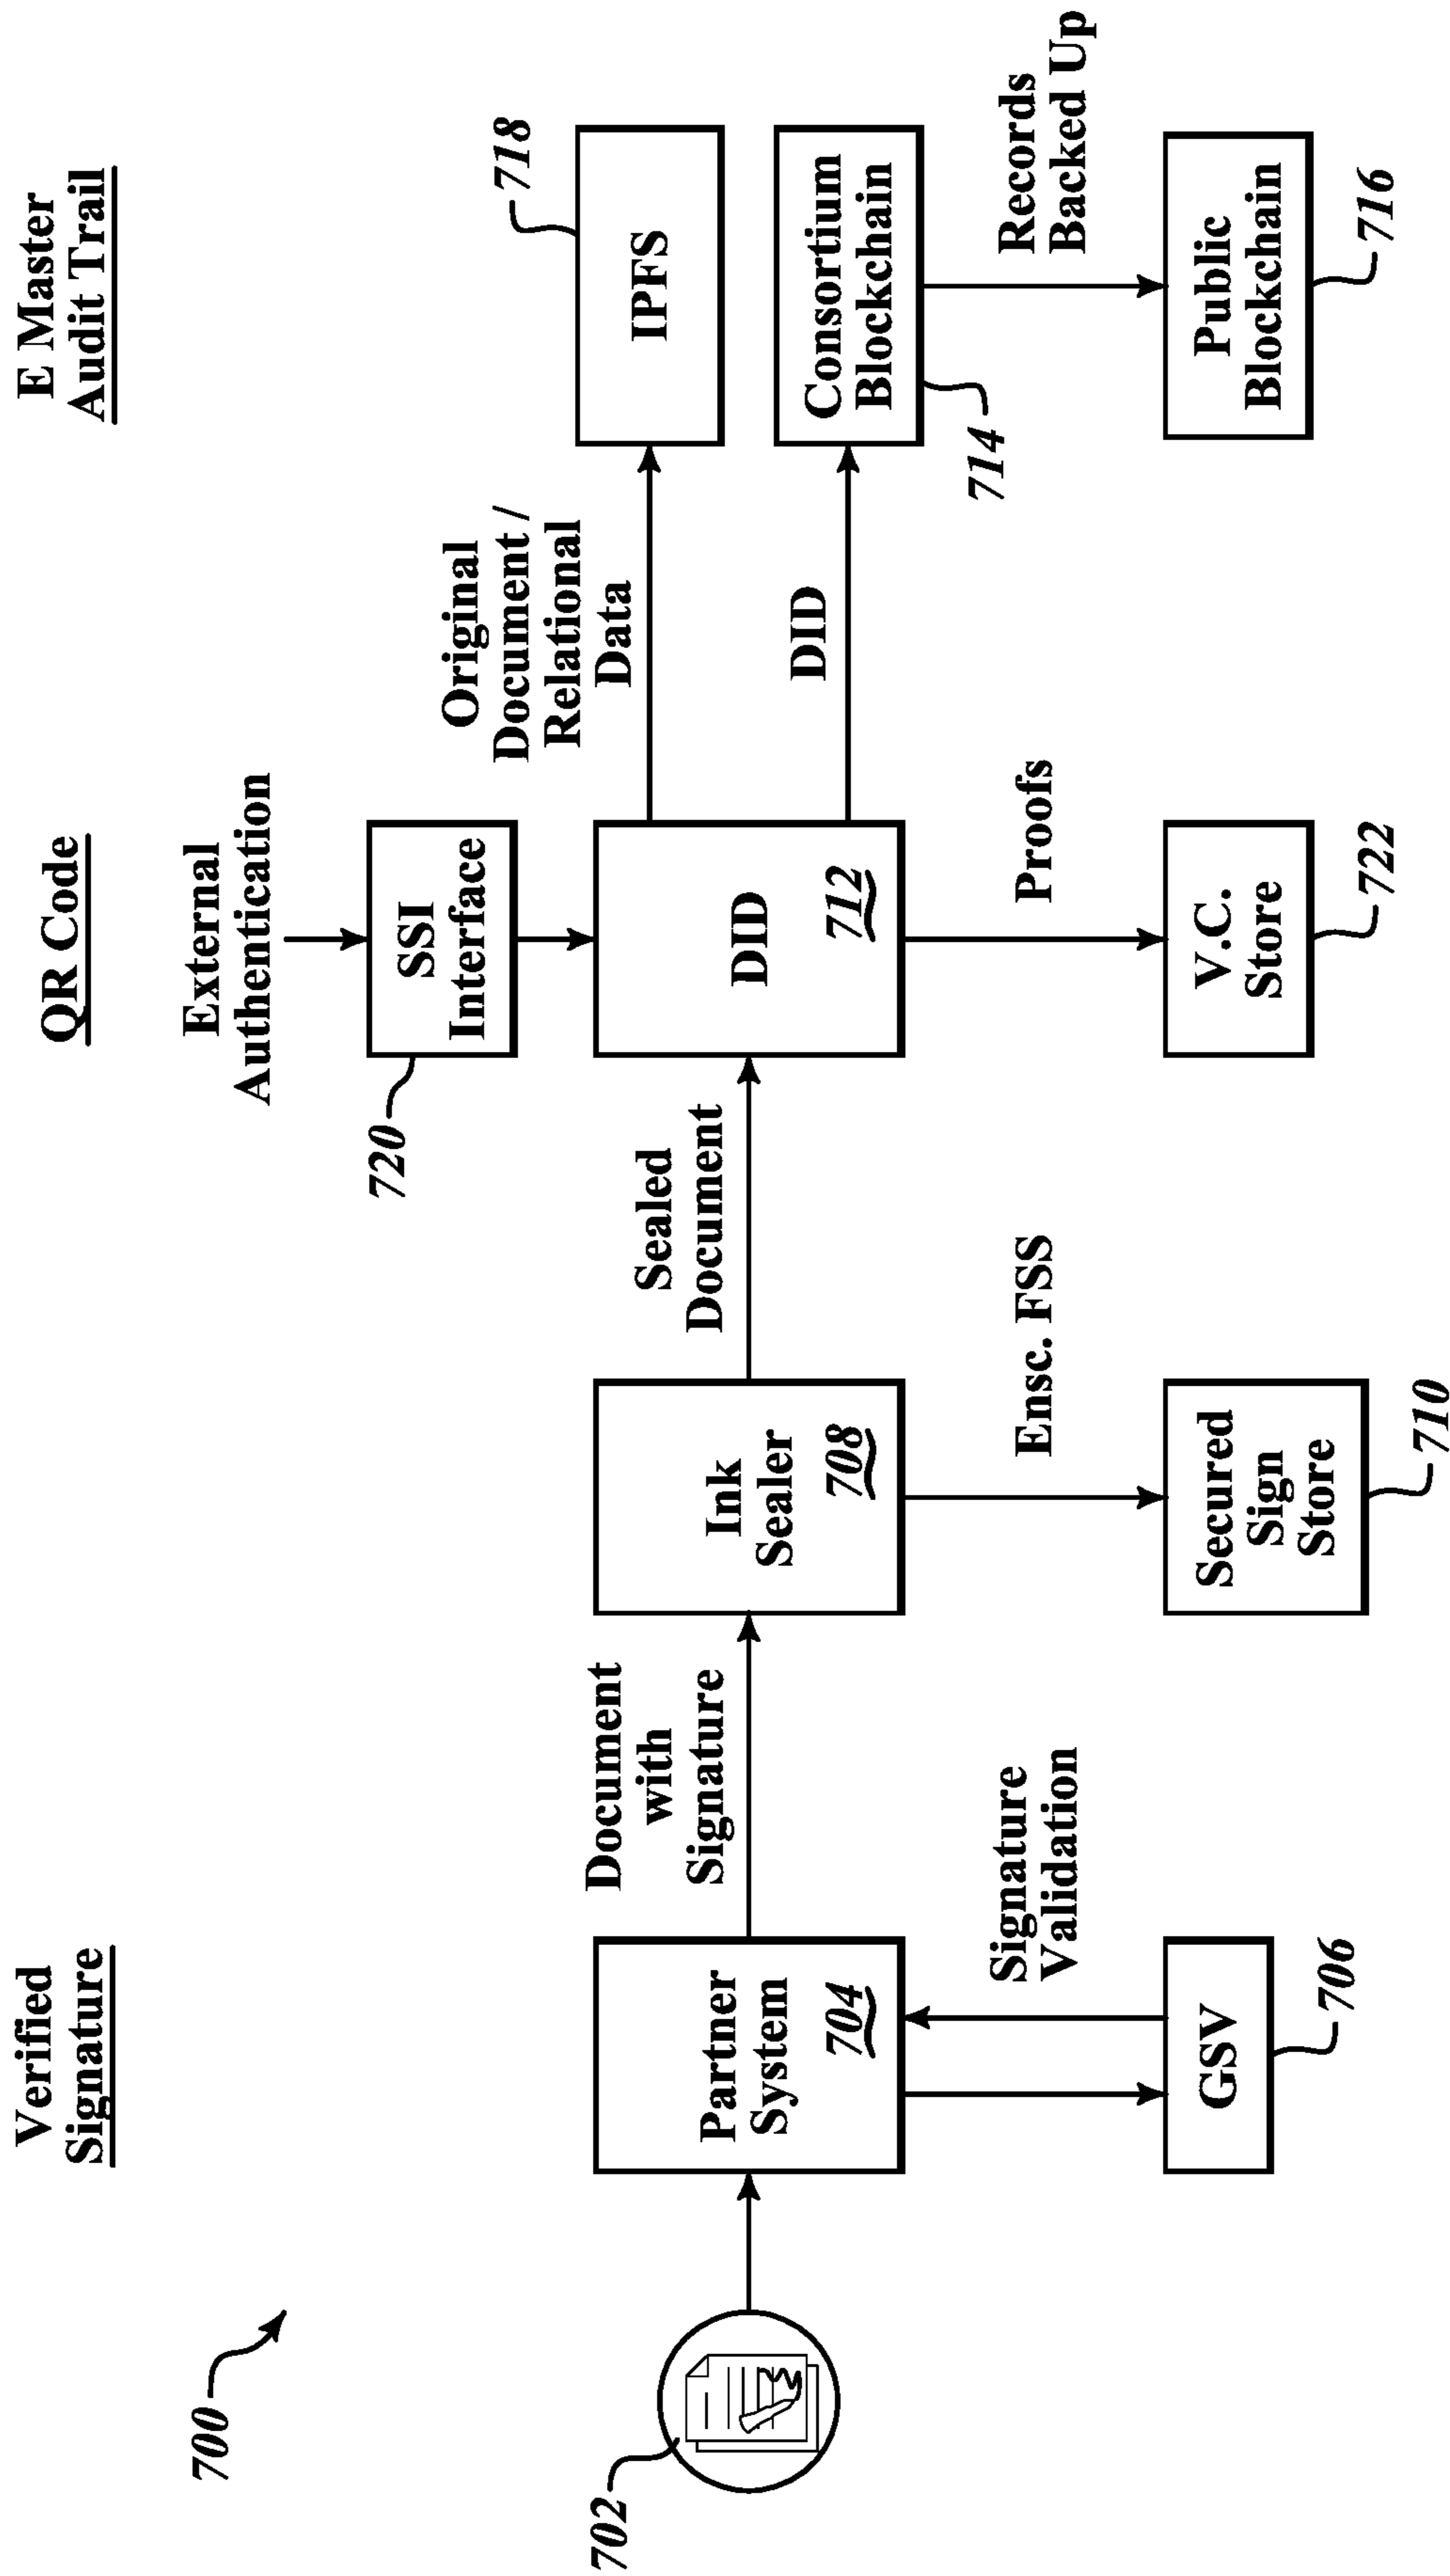 Verified
Signature
QR Code
E Master
Audit Trail
700
External
Authentication
720
SSI
Interface
Original
Document /
Relational
Data
718
IPFS
702
Partner
System
704
Document
with
Signature
Ink
Sealer
708
Sealed
Document
DID
712
DID
Consortium
Blockchain
714
Signature
Validation
GSV
706
Ensc. FSS
Secured
Sign
Store
710
Proofs
V.C.
Store
722
Records
Backed Up
Public
Blockchain
716